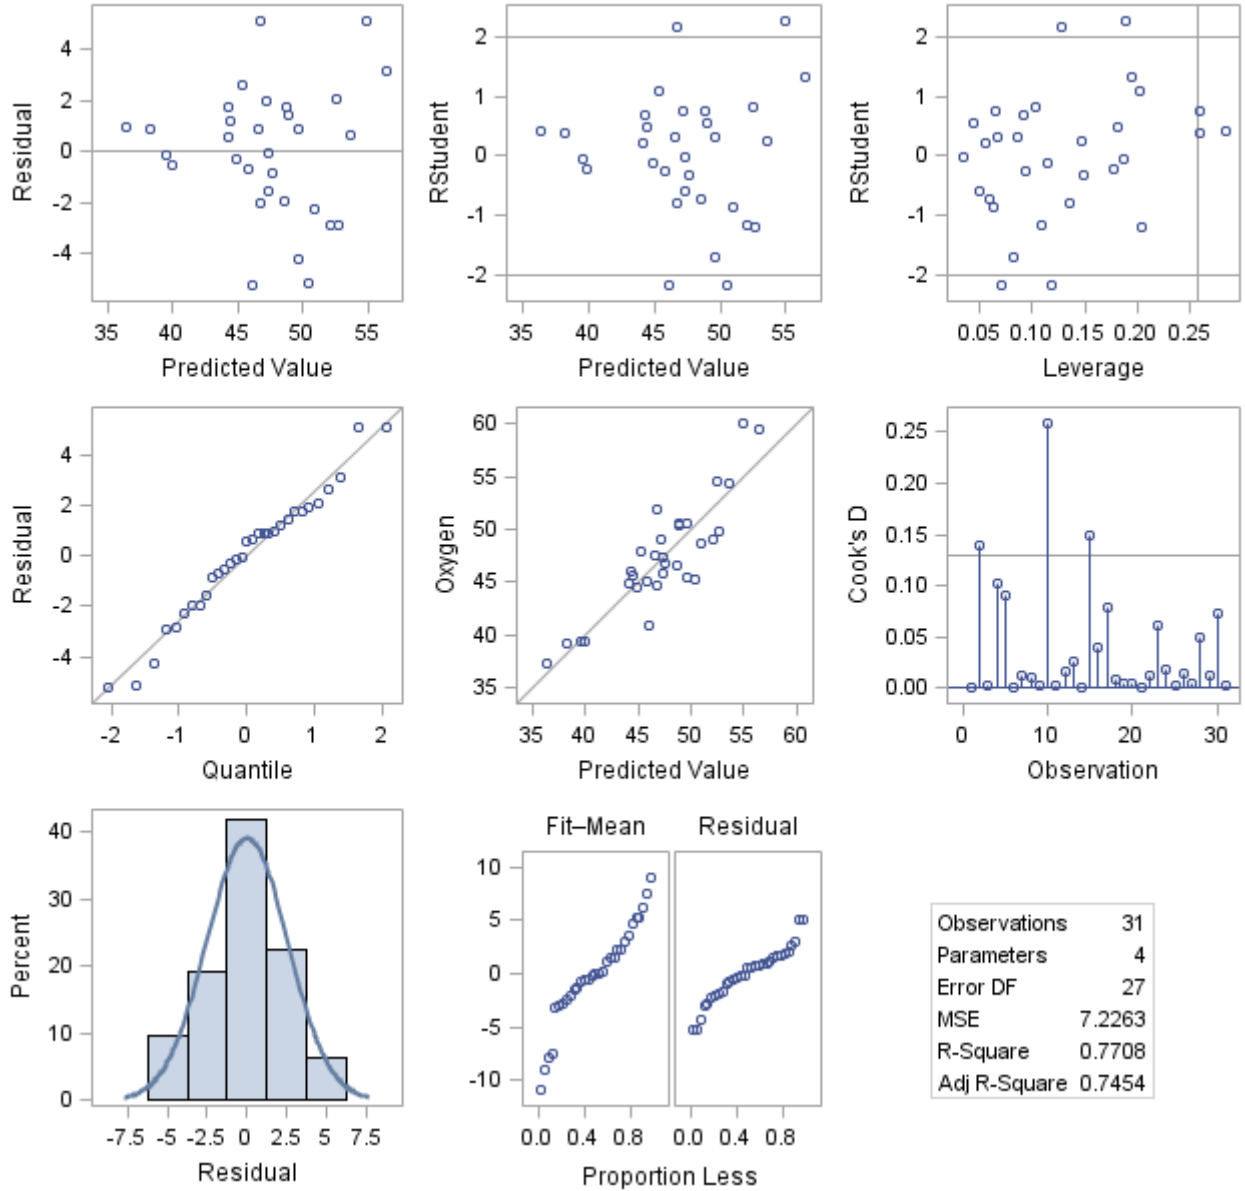 Residual
4
2
0
-2
-4
35 40 45 50 55
Predicted Value
RStudent
2
1
0
-1
-2
35 40 45 50 55
Predicted Value
RStudent
2
1
0
-1
-2
0.05 0.10 0.15 0.20 0.25
Leverage
Residual
4
2
0
-2
-4
-2 -1 0 1 2
Quantile
Oxygen
60
55
50
45
40
35
35 40 45 50 55 60
Predicted Value
Cook's D
0.25
0.20
0.15
0.10
0.05
0.00
0 10 20 30
Observation
Percent
40
30
20
10
0
-7.5 -5 -2.5 0 2.5 5 7.5
Residual
Fit–Mean Residual
10
5
0
-5
-10
0.0 0.4 0.8 0.0 0.4 0.8
Proportion Less
Observations 31
Parameters 4
Error DF 27
MSE 7.2263
R-Square 0.7708
Adj R-Square 0.7454